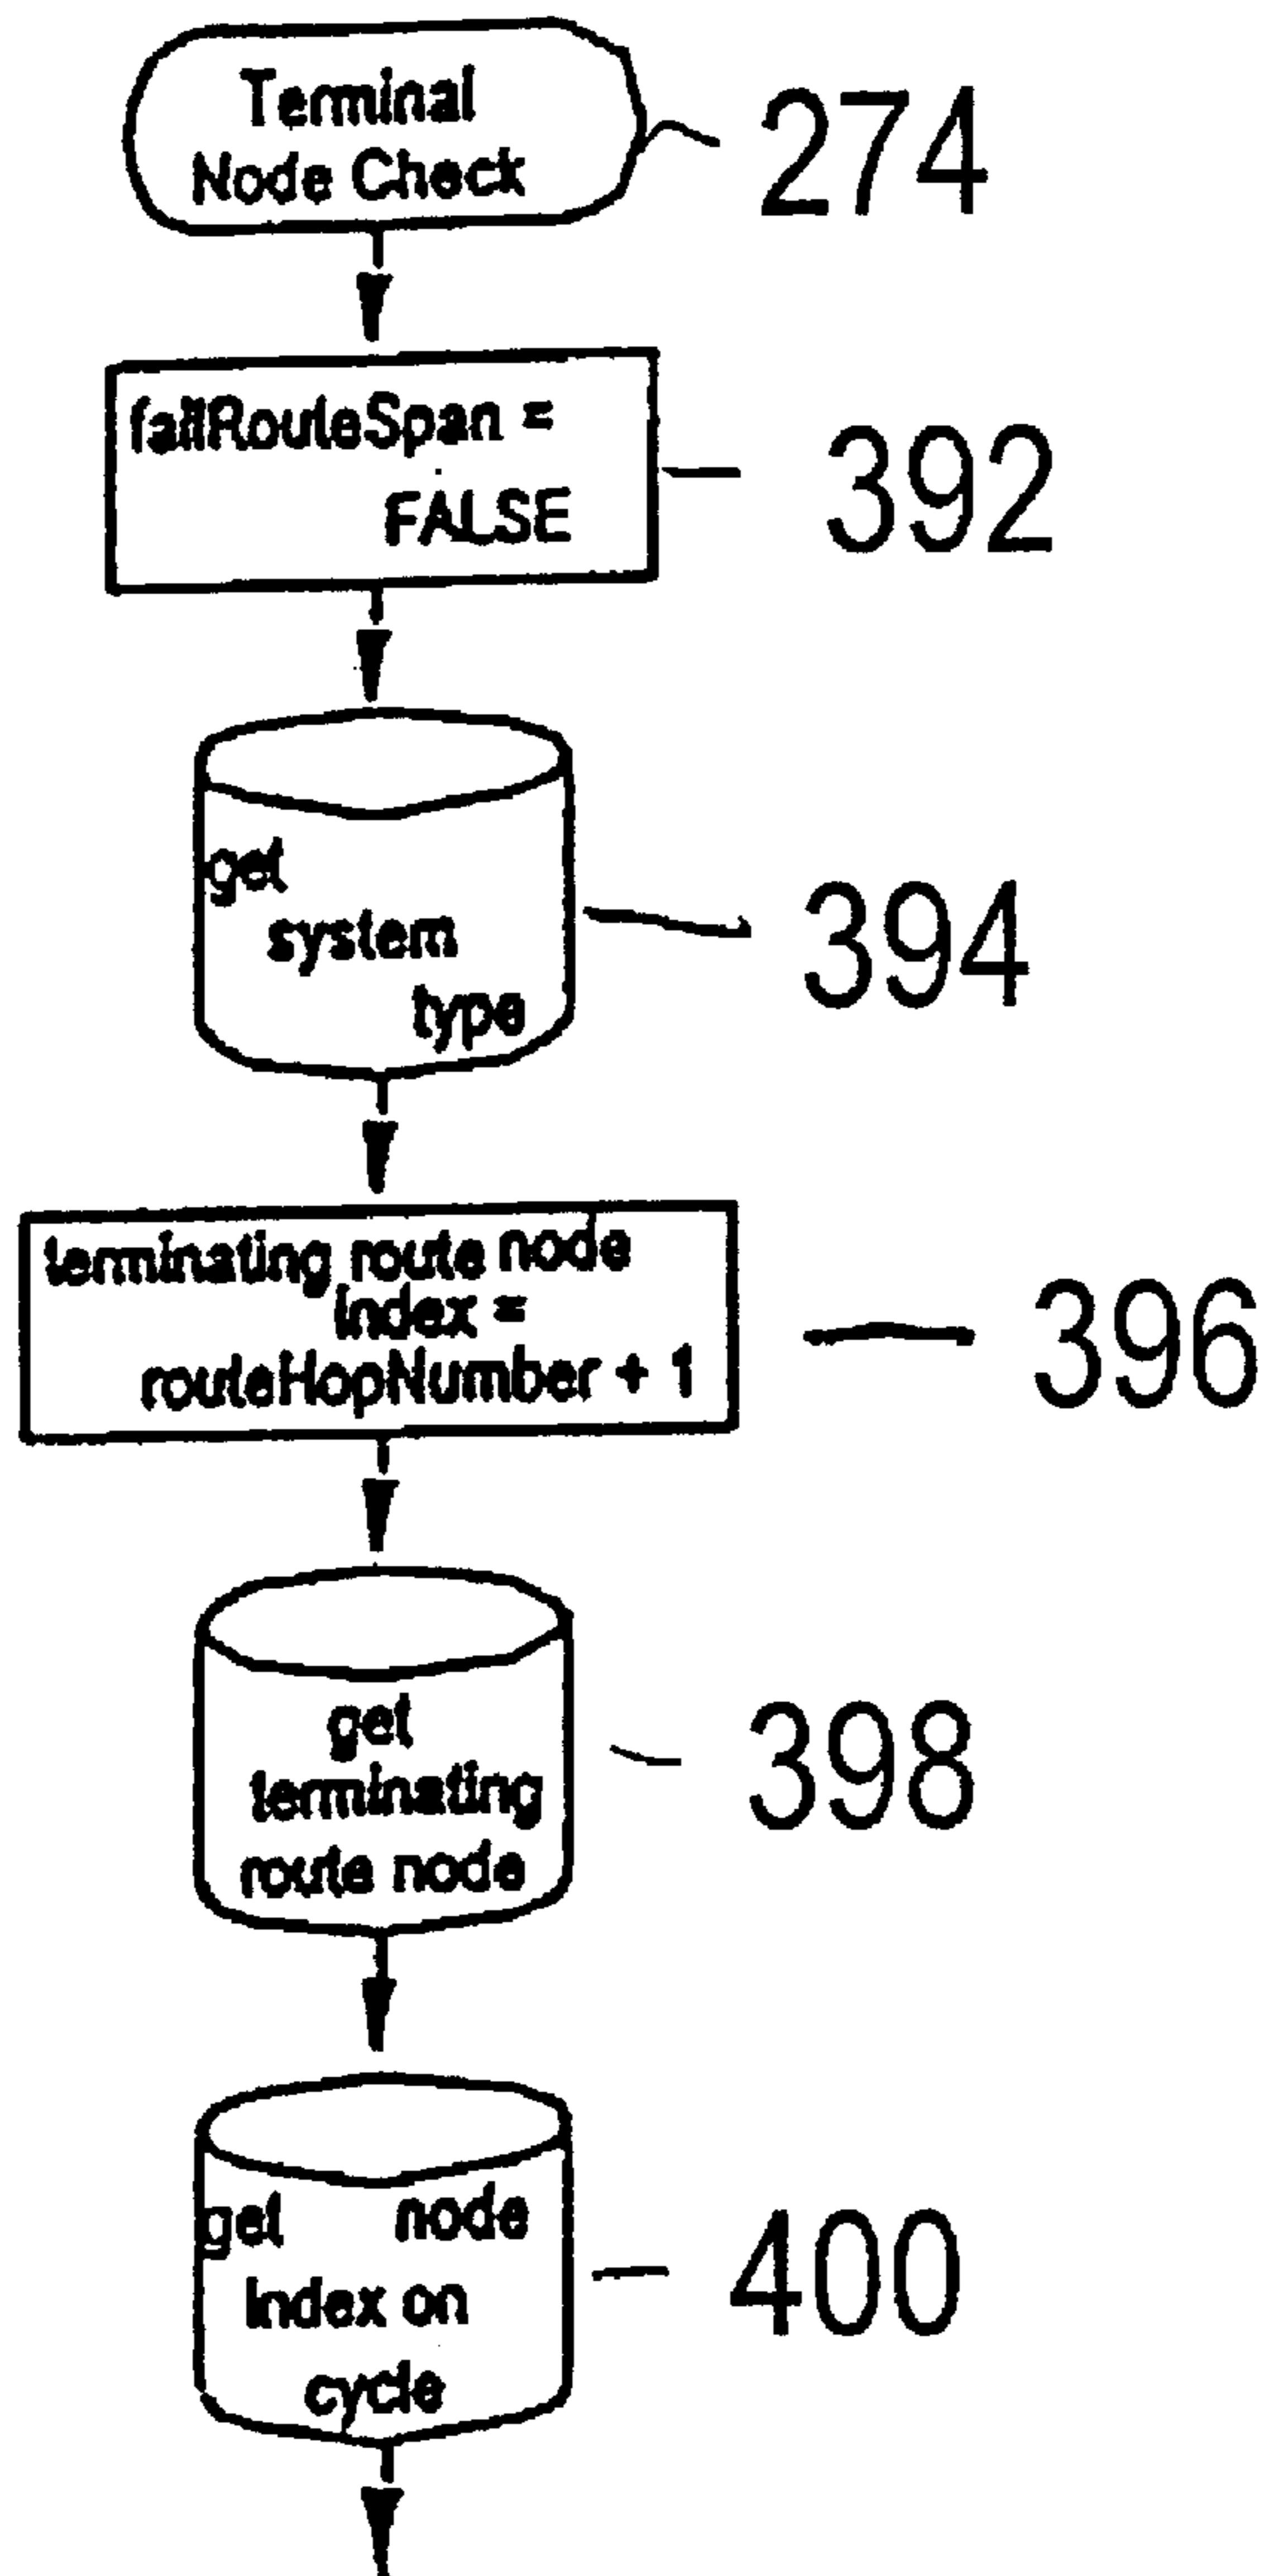 Terminal
Node Check
274
failRouteSpan =
FALSE
392
get
system
type
394
terminating route node
index =
routeHopNumber + 1
396
get
terminating
route node
398
get node
index on
cycle
400